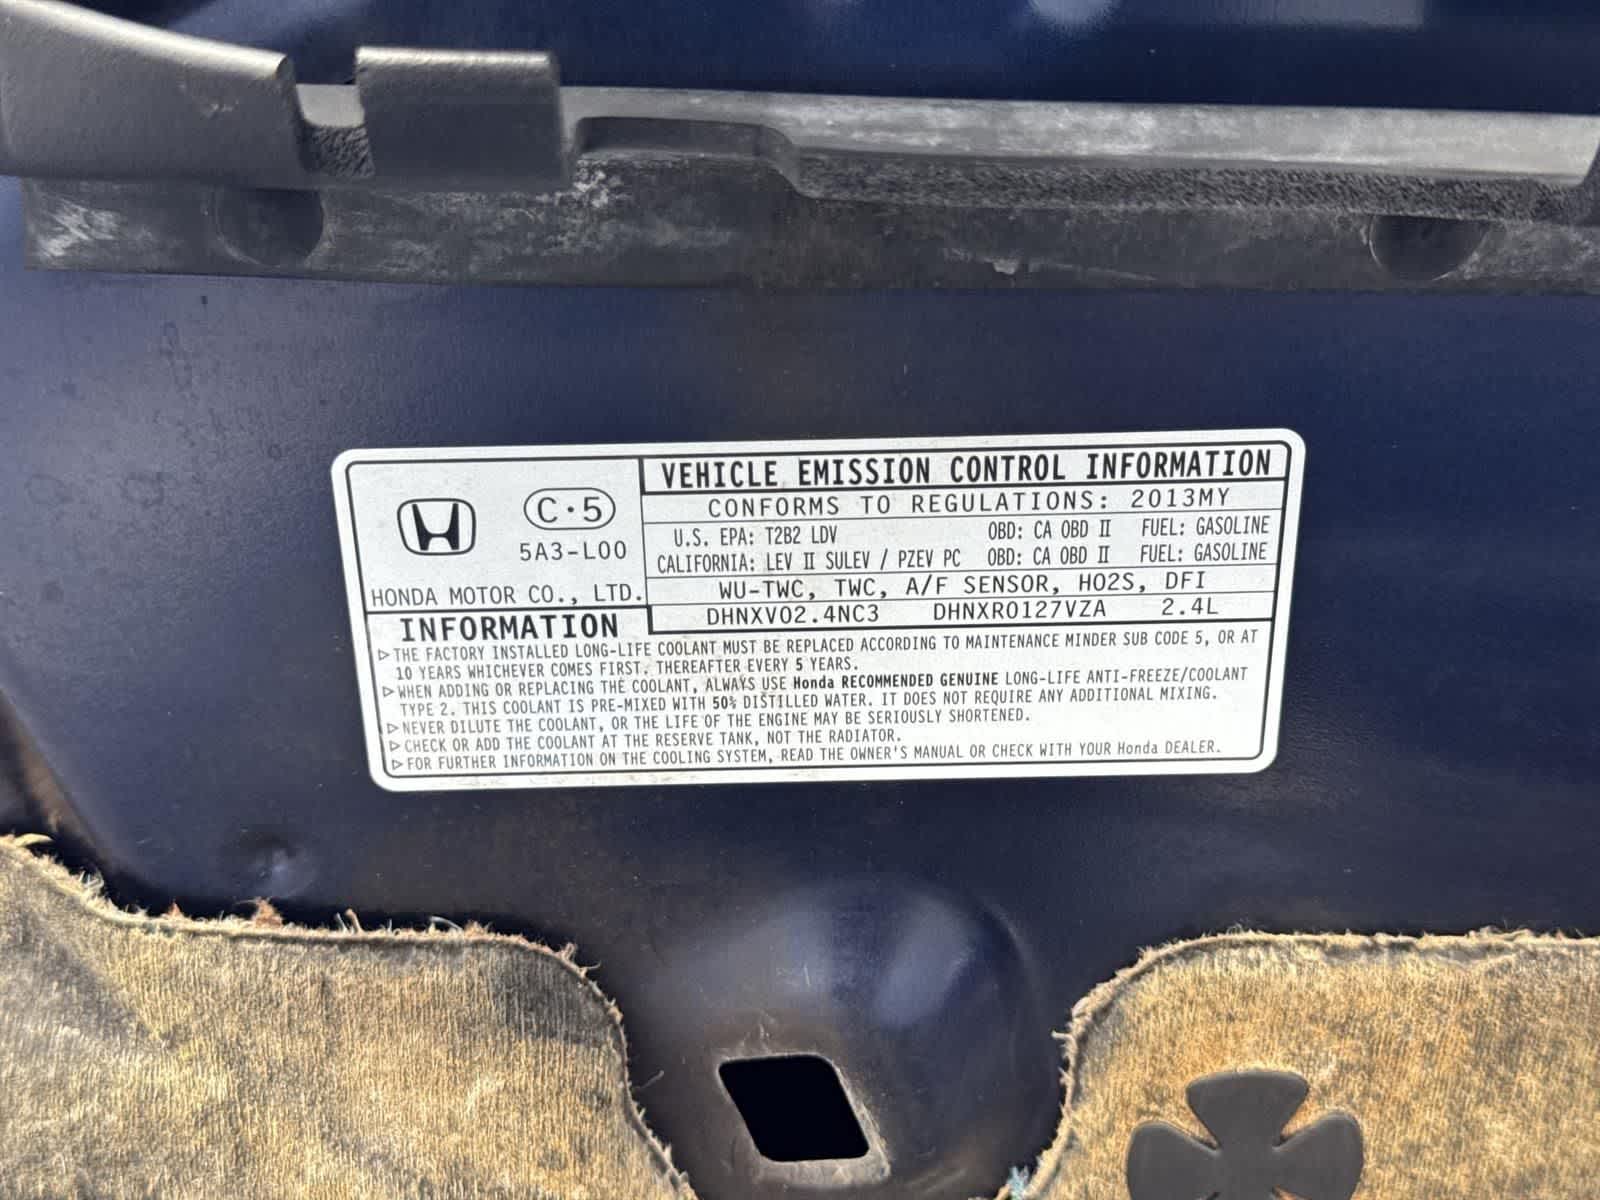 C·5
5A3-L00
HONDA MOTOR CO., LTD.
VEHICLE EMISSION CONTROL INFORMATION
CONFORMS TO REGULATIONS: 2013MY
U.S. EPA: T2B2 LDV OBD: CA OBD II FUEL: GASOLINE
CALIFORNIA: LEV II SULEV / PZEV PC OBD: CA OBD II FUEL: GASOLINE
WU-TWC, TWC, A/F SENSOR, HO2S, DFI
DHNXV02.4NC3 DHNXR0127VZA 2.4L
INFORMATION
▷THE FACTORY INSTALLED LONG-LIFE COOLANT MUST BE REPLACED ACCORDING TO MAINTENANCE MINDER SUB CODE 5, OR AT
10 YEARS WHICHEVER COMES FIRST. THEREAFTER EVERY 5 YEARS.
▷WHEN ADDING OR REPLACING THE COOLANT, ALWAYS USE Honda RECOMMENDED GENUINE LONG-LIFE ANTI-FREEZE/COOLANT
TYPE 2. THIS COOLANT IS PRE-MIXED WITH 50% DISTILLED WATER. IT DOES NOT REQUIRE ANY ADDITIONAL MIXING.
▷NEVER DILUTE THE COOLANT, OR THE LIFE OF THE ENGINE MAY BE SERIOUSLY SHORTENED.
▷CHECK OR ADD THE COOLANT AT THE RESERVE TANK, NOT THE RADIATOR.
▷FOR FURTHER INFORMATION ON THE COOLING SYSTEM, READ THE OWNER'S MANUAL OR CHECK WITH YOUR Honda DEALER.